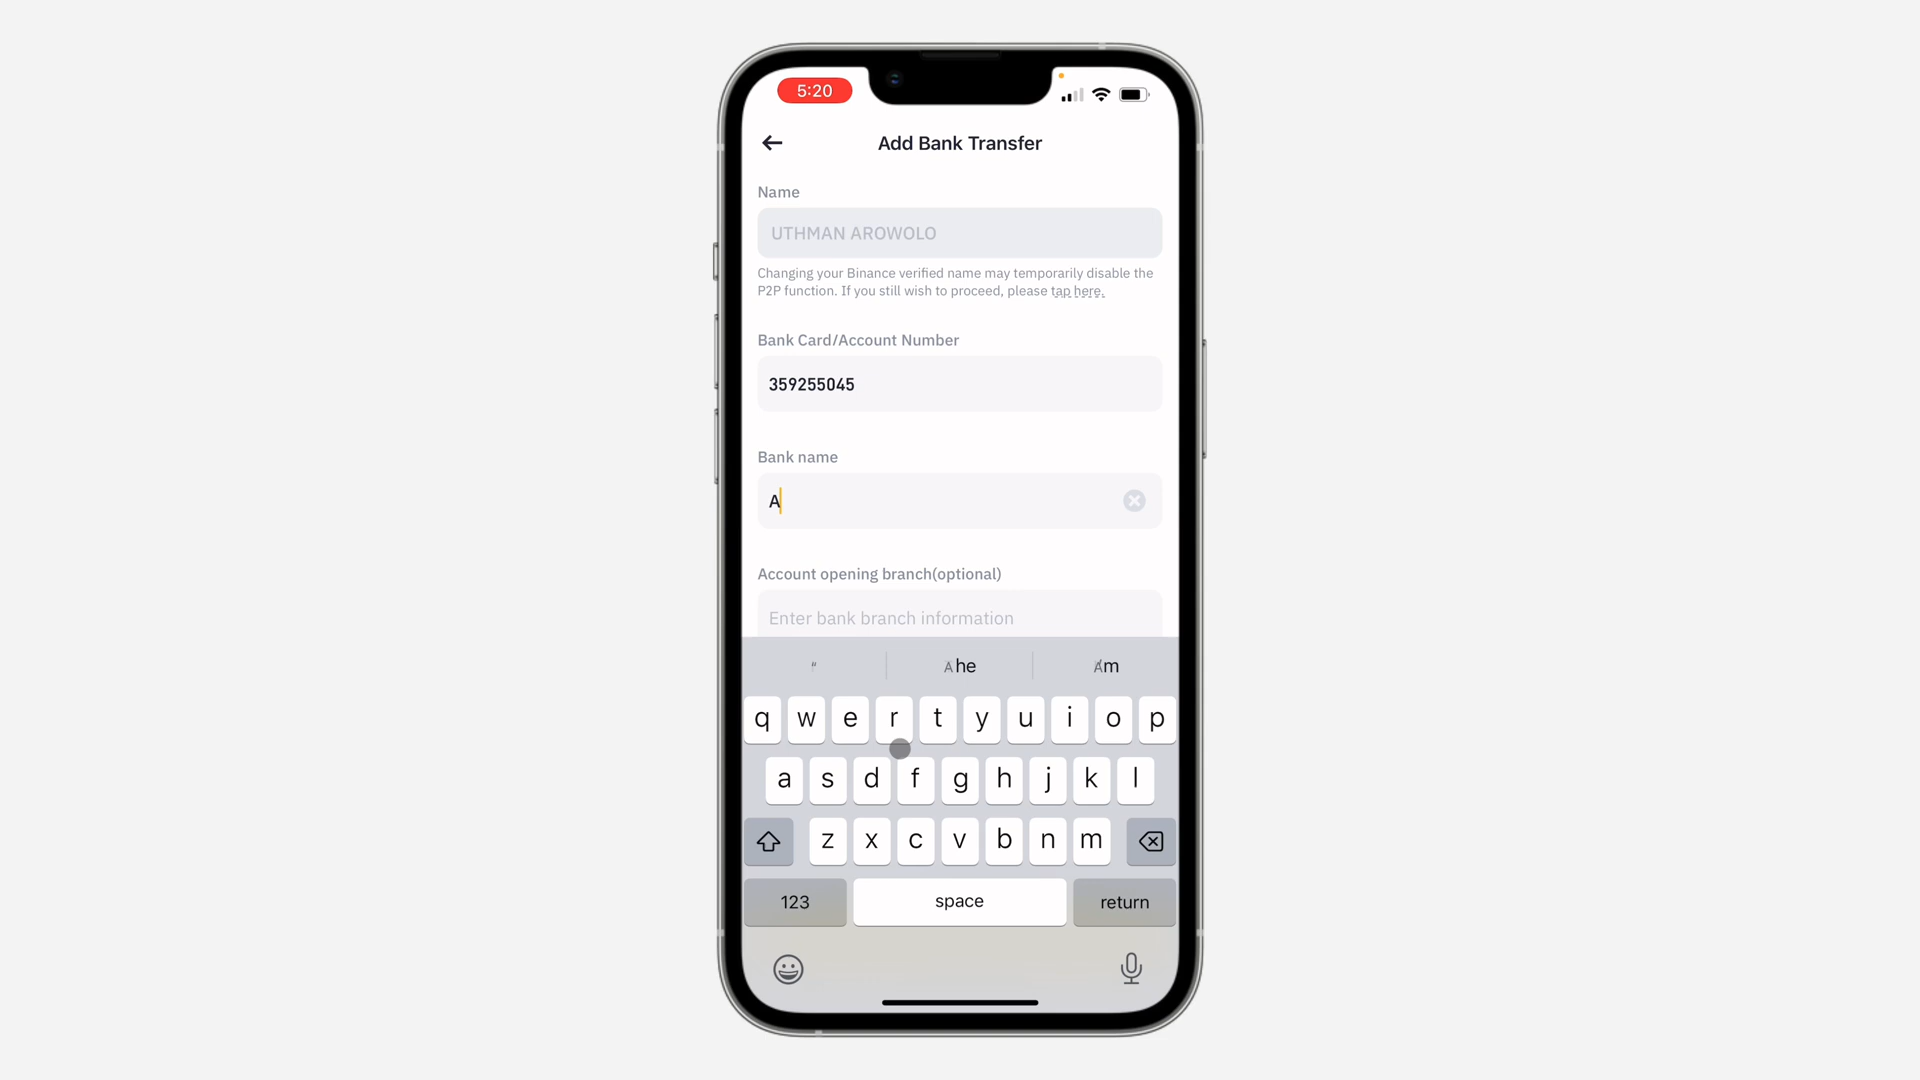 5:20
Add Bank Transfer
Name
UTHMAN AROWOLO
Changing your Binance verified name may temporarily disable the
P2P function. If you still wish to proceed, please tap here.
Bank Card/Account Number
359255045
Bank name
A
Account opening branch(optional)
Enter bank branch information
q w e r t y u i o p
a s d f g h j k l
z x c v b n m
123 space return